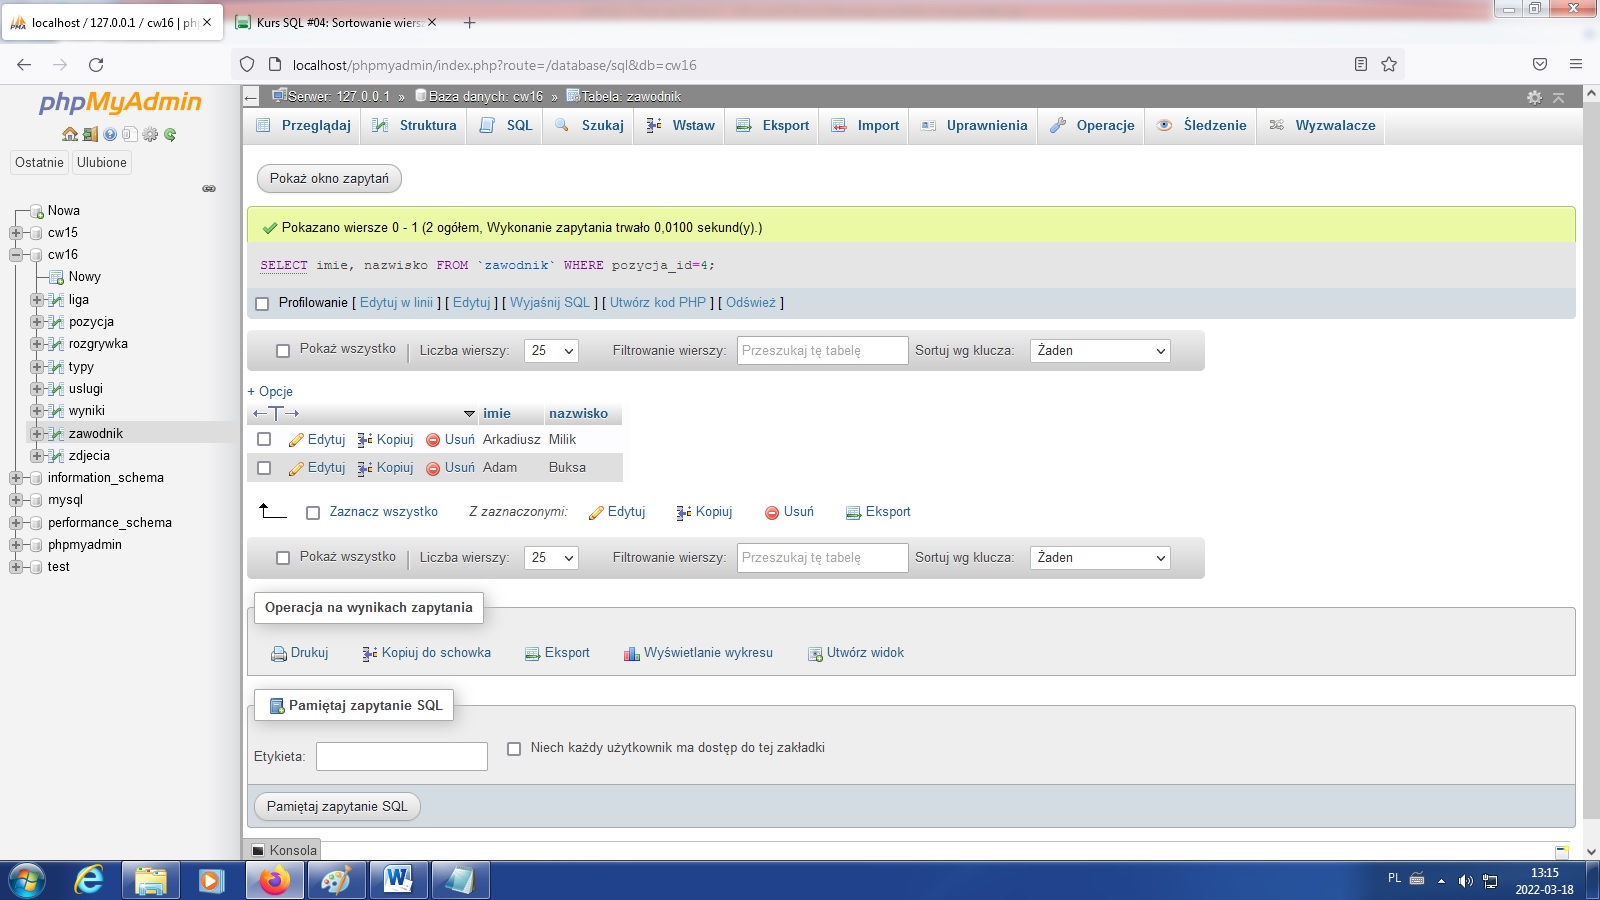 localhost / 127.0.0.1 / cw16 | ph
Kurs SQL #04: Sortowanie wiers
localhost/phpmyadmin/index.php?route=/database/sql&db=cw16
phpMyAdmin
Ostatnie Ulubione
Nowa
cw15
cw16
Nowy
liga
pozycja
rozgrywka
typy
uslugi
wyniki
zawodnik
zdjecia
information_schema
mysql
performance_schema
phpmyadmin
test
Serwer: 127.0.0.1 » Baza danych: cw16 » Tabela: zawodnik
Przeglądaj Struktura SQL Szukaj Wstaw Eksport Import Uprawnienia Operacje Śledzenie Wyzwalacze
Pokaż okno zapytań
Pokazano wiersze 0 - 1 (2 ogółem, Wykonanie zapytania trwało 0,0100 sekund(y).)
SELECT imie, nazwisko FROM `zawodnik` WHERE pozycja_id=4;
Profilowanie [ Edytuj w linii ] [ Edytuj ] [ Wyjaśnij SQL ] [ Utwórz kod PHP ] [ Odśwież ]
Pokaż wszystko | Liczba wierszy: 25 Filtrowanie wierszy: Przeszukaj tę tabelę Sortuj wg klucza: Żaden
+ Opcje
←T→ imie nazwisko
Edytuj Kopiuj Usuń Arkadiusz Milik
Edytuj Kopiuj Usuń Adam Buksa
Zaznacz wszystko Z zaznaczonymi: Edytuj Kopiuj Usuń Eksport
Pokaż wszystko | Liczba wierszy: 25 Filtrowanie wierszy: Przeszukaj tę tabelę Sortuj wg klucza: Żaden
Operacja na wynikach zapytania
Drukuj Kopiuj do schowka Eksport Wyświetlanie wykresu Utwórz widok
Pamiętaj zapytanie SQL
Etykieta: Niech każdy użytkownik ma dostęp do tej zakładki
Pamiętaj zapytanie SQL
Konsola
PL 13:15
2022-03-18